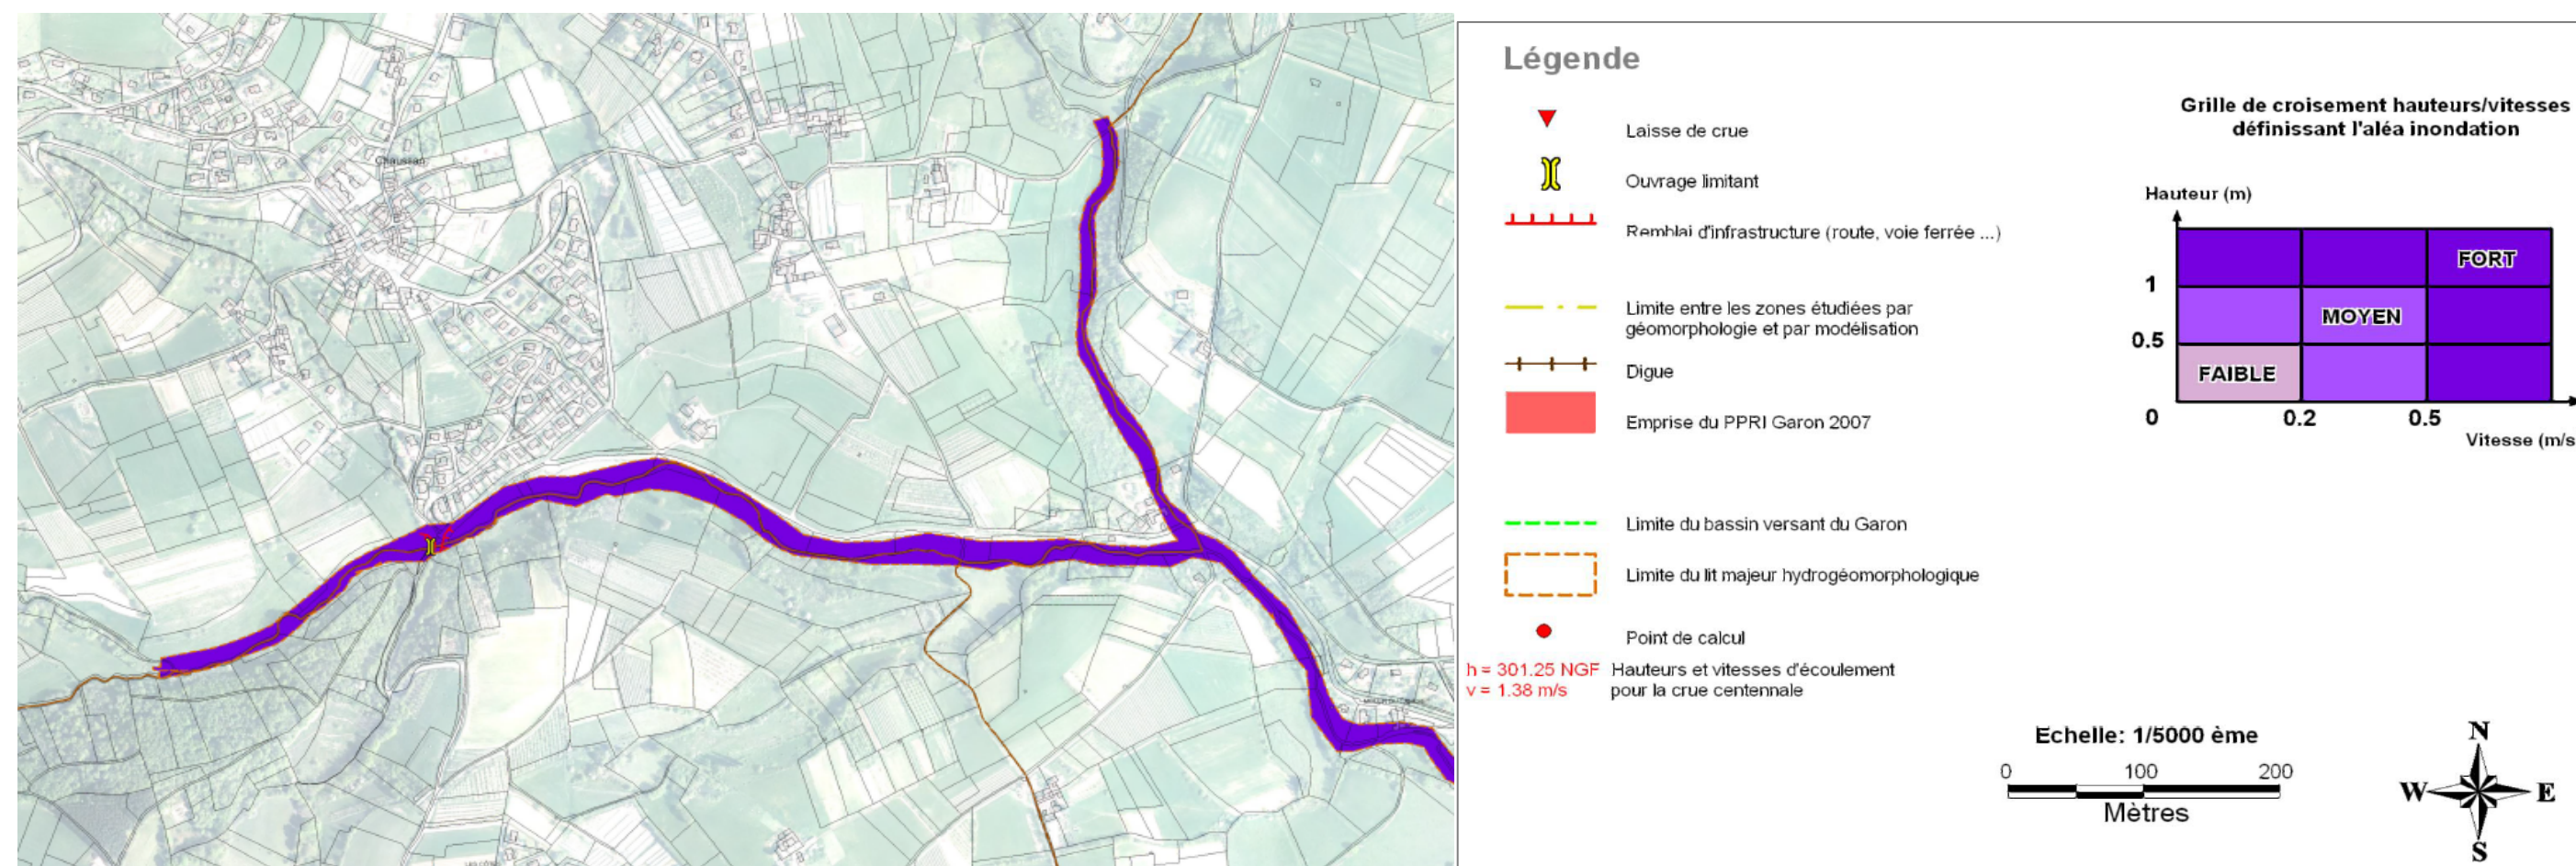 Chaussan
Légende
Laisse de crue
Ouvrage limitant
Remblai d'infrastructure (route, voie ferrée ...)
Limite entre les zones étudiées par
géomorphologie et par modélisation
Digue
Emprise du PPRI Garon 2007
Limite du bassin versant du Garon
Limite du lit majeur hydrogéomorphologique
Point de calcul
h = 301.25 NGF Hauteurs et vitesses d'écoulement
v = 1.38 m/s pour la crue centennale
Grille de croisement hauteurs/vitesses
définissant l'aléa inondation
Hauteur (m)
FORT
1
MOYEN
0.5
FAIBLE
0 0.2 0.5
Vitesse (m/s
Echelle: 1/5000 ème
0 100 200
Mètres
N
W E
S